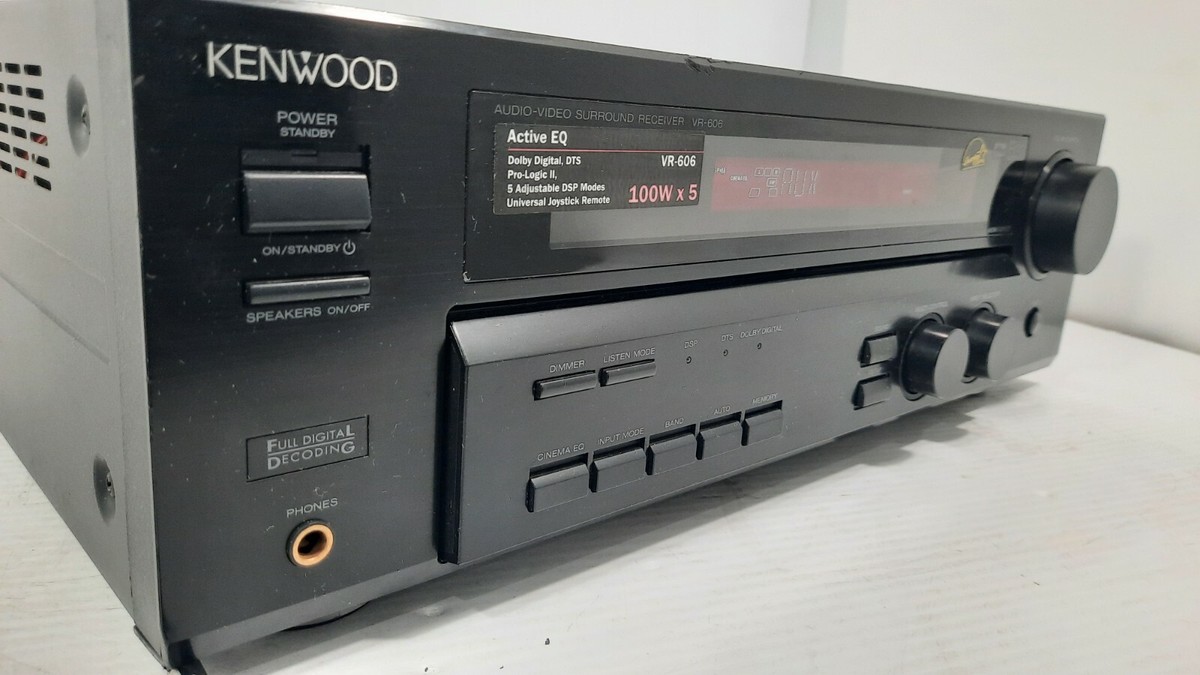 KENWOOD
POWER
STANDBY
ON/STANDBY
SPEAKERS ON/OFF
FULL DIGITAL
DECODING
PHONES
AUDIO-VIDEO SURROUND RECEIVER VR-606
Active EQ
Dolby Digital, DTS
VR-606
Pro-Logic II,
5 Adjustable DSP Modes
Universal Joystick Remote
100W x 5
AUX
DIMMER
LISTEN MODE
DSP
DTS
DOLBY DIGITAL
CINEMA EQ
INPUT MODE
BAND
AUTO
MEMORY